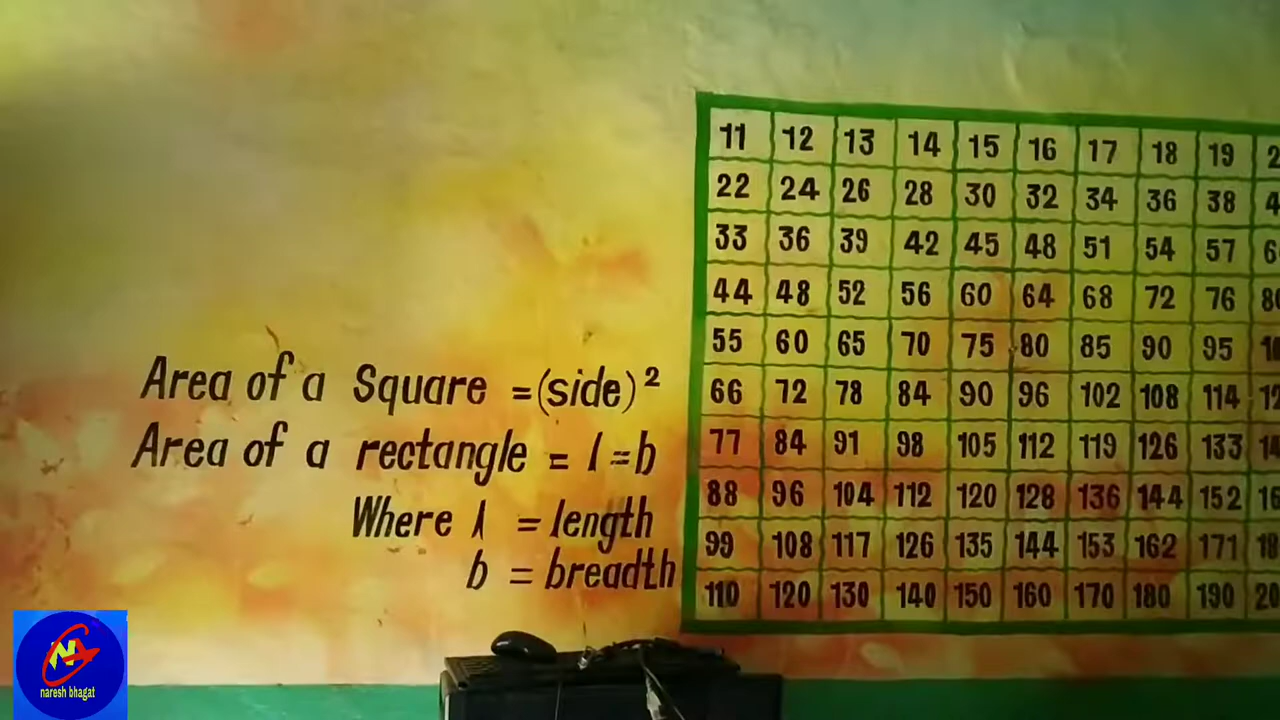 Area of a Square =(side)²
Area of a rectangle = l=b
Where λ = length
b = breadth
11 12 13 14 15 16 17 18 19
22 24 26 28 30 32 34 36 38
33 36 39 42 45 48 51 54 57
44 48 52 56 60 64 68 72 76
55 60 65 70 75 80 85 90 95
66 72 78 84 90 96 102 108 114
77 84 91 98 105 112 119 126 133
88 96 104 112 120 128 136 144 152
99 108 117 126 135 144 153 162 171
110 120 130 140 150 160 170 180 190
NA
naresh bhagat